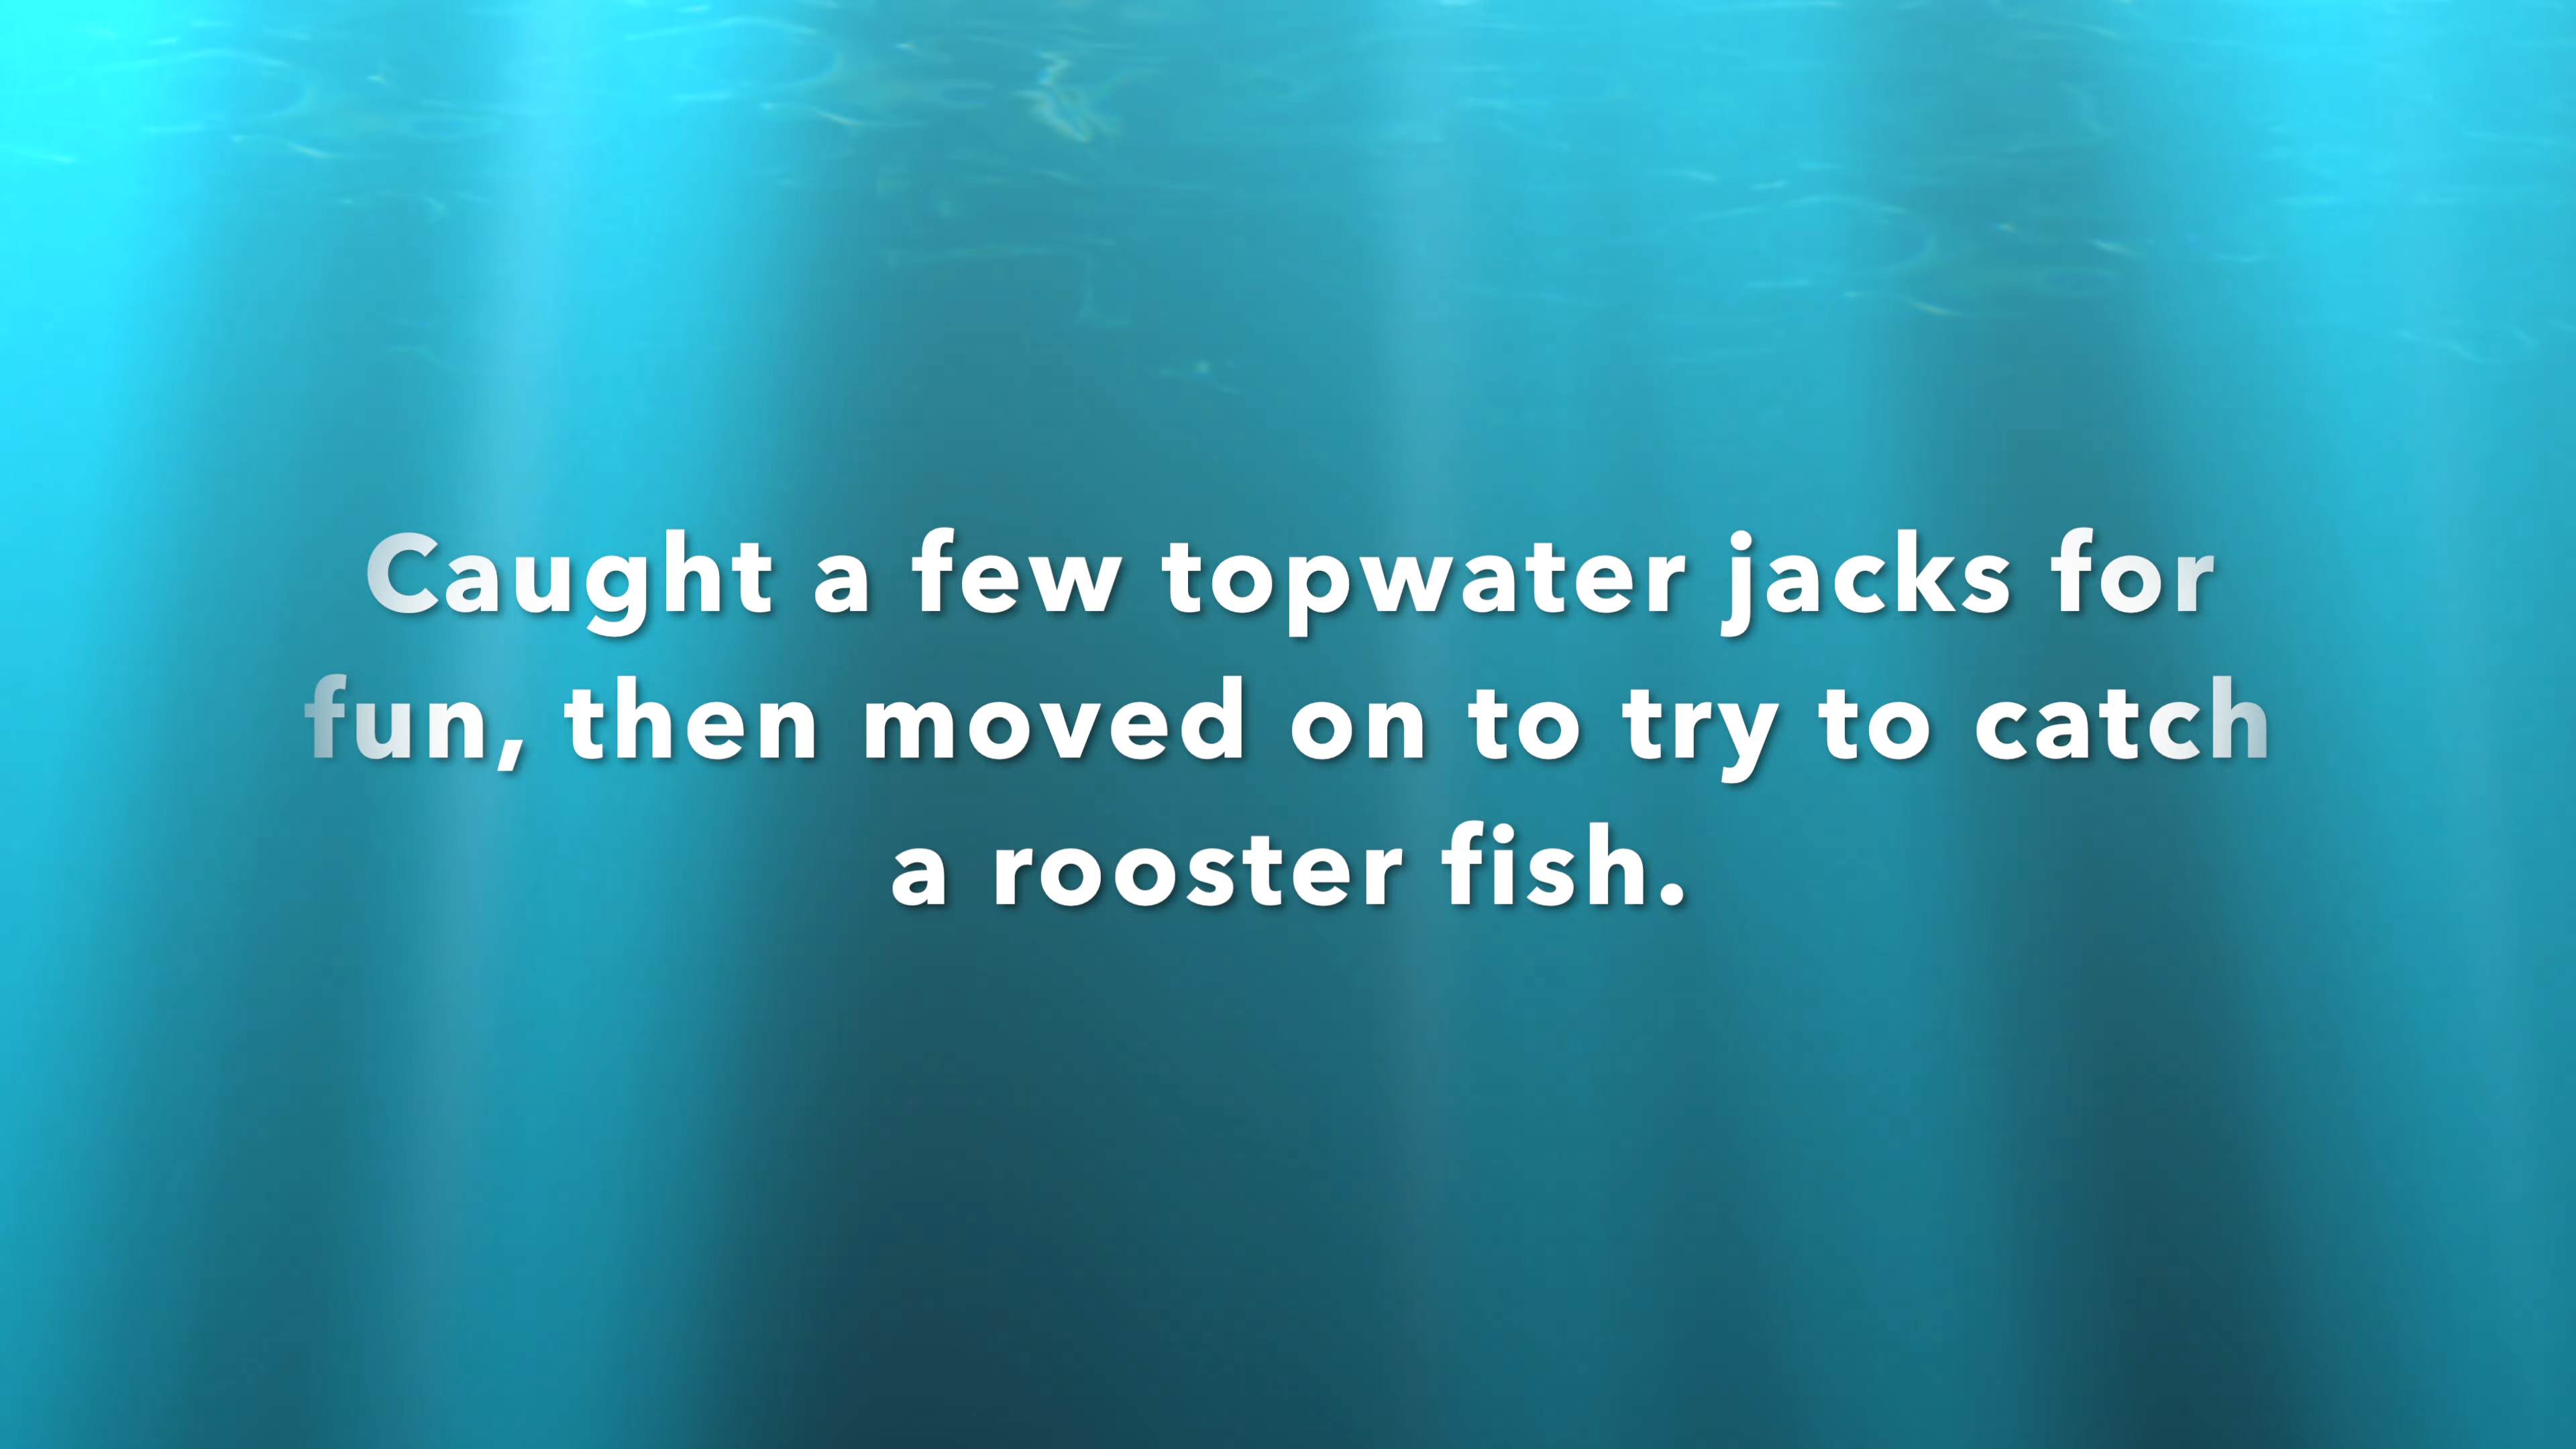 Caught a few topwater jacks for
fun, then moved on to try to catch
a rooster fish.